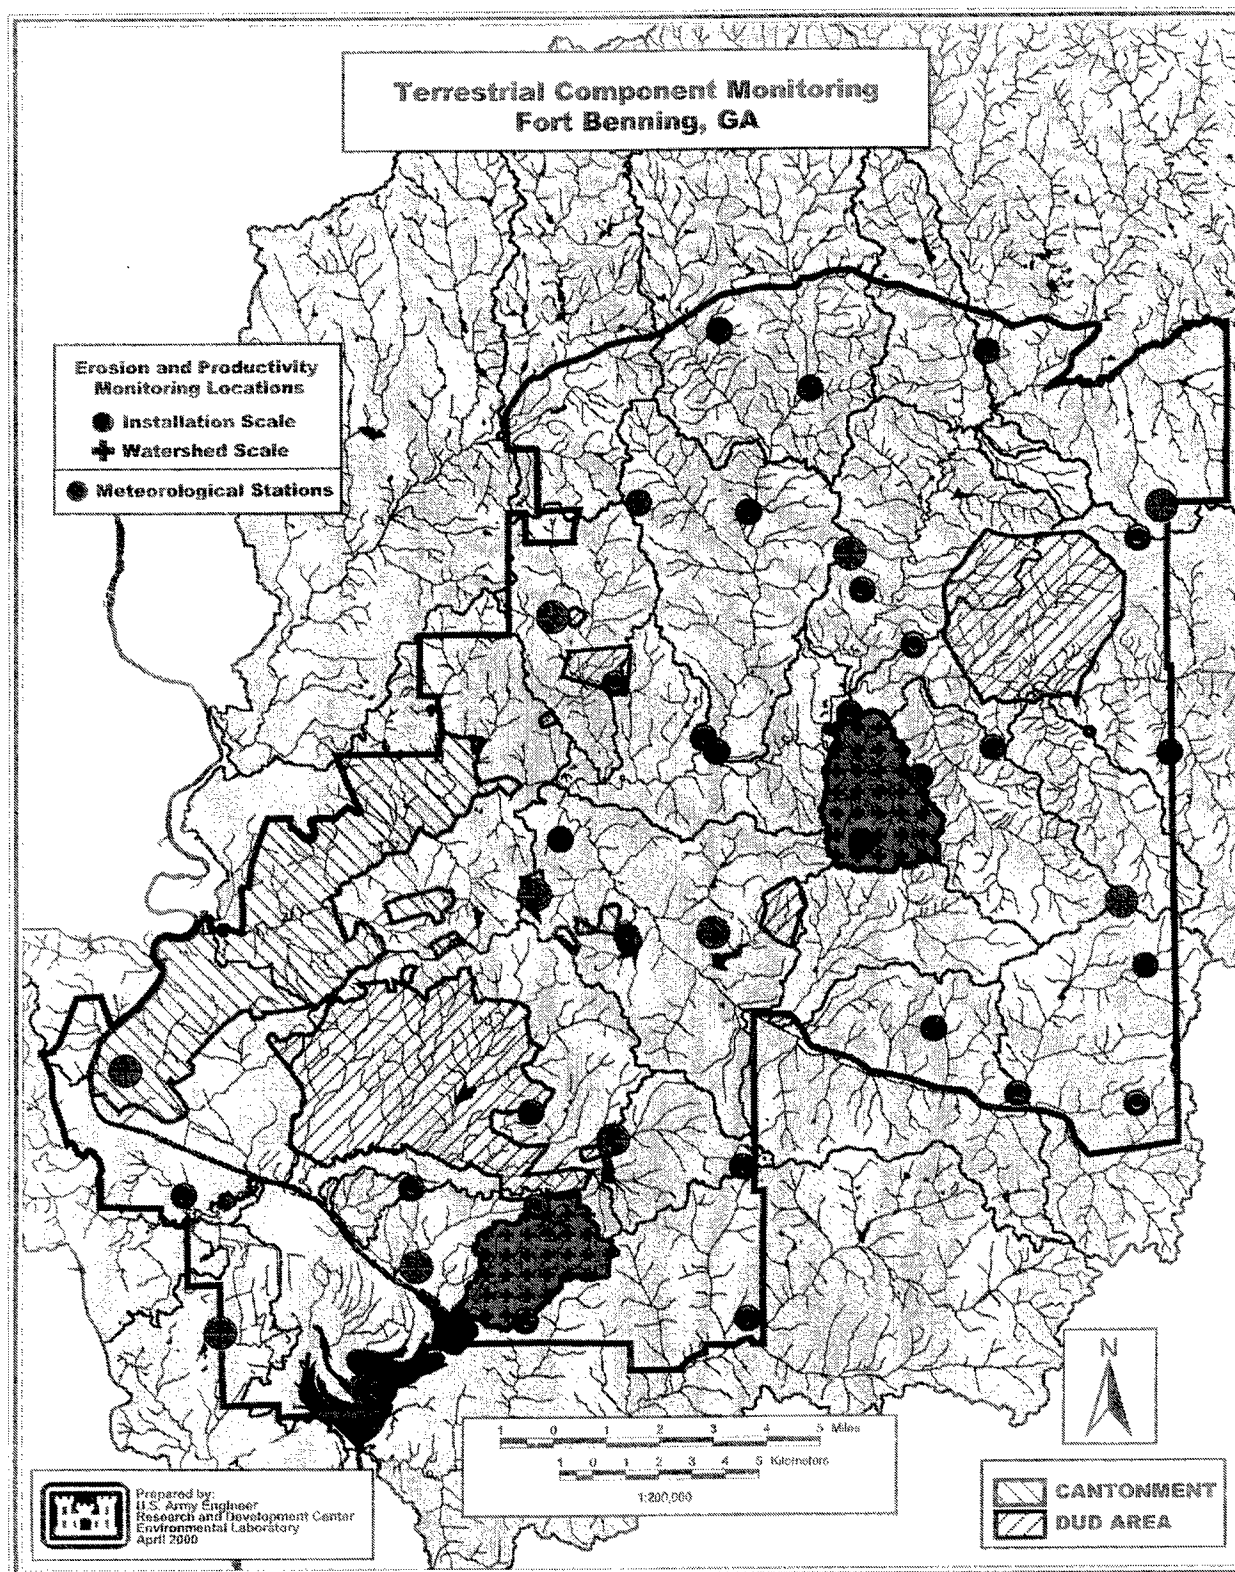 Terrestrial Component Monitoring
Fort Benning, GA
Erosion and Productivity
Monitoring Locations
Installation Scale
Watershed Scale
Meteorological Stations
N
1 0 1 2 3 4 5 Miles
1 0 1 2 3 4 5 Kilometers
1:200,000
CANTONMENT
DUD AREA
Prepared by:
U.S. Army Engineer
Research and Development Center
Environmental Laboratory
April 2000